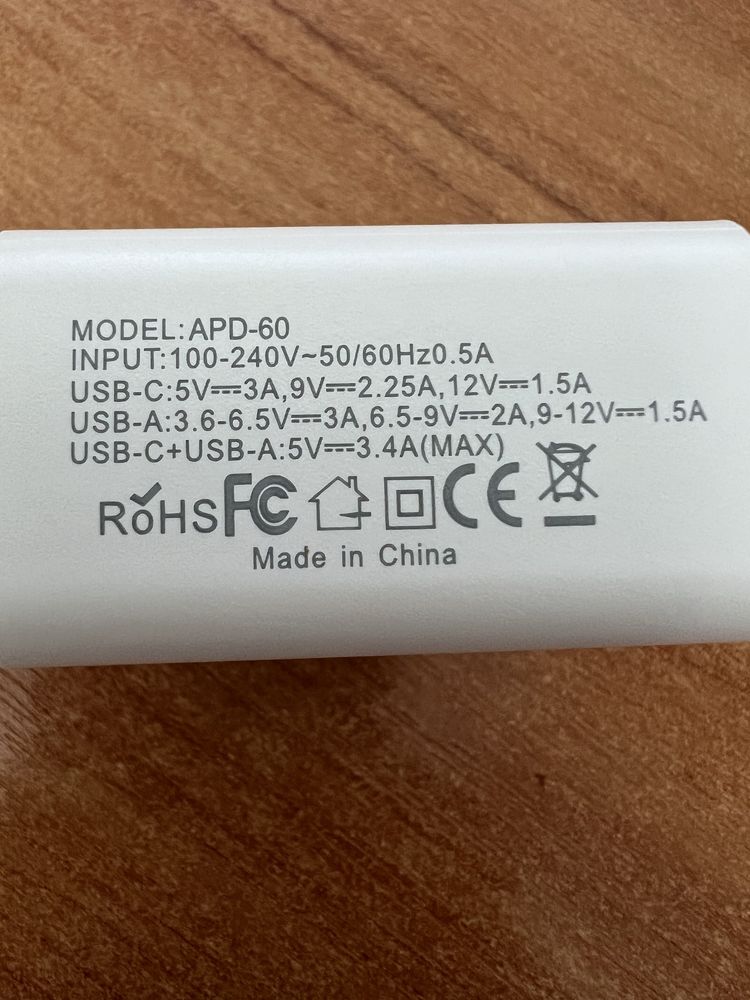 MODEL:APD-60
INPUT:100-240V~50/60Hz0.5A
USB-C:5V⎓3A,9V⎓2.25A,12V⎓1.5A
USB-A:3.6-6.5V⎓3A,6.5-9V⎓2A,9-12V⎓1.5A
USB-C+USB-A:5V⎓3.4A(MAX)
RoHS FC CE
Made in China